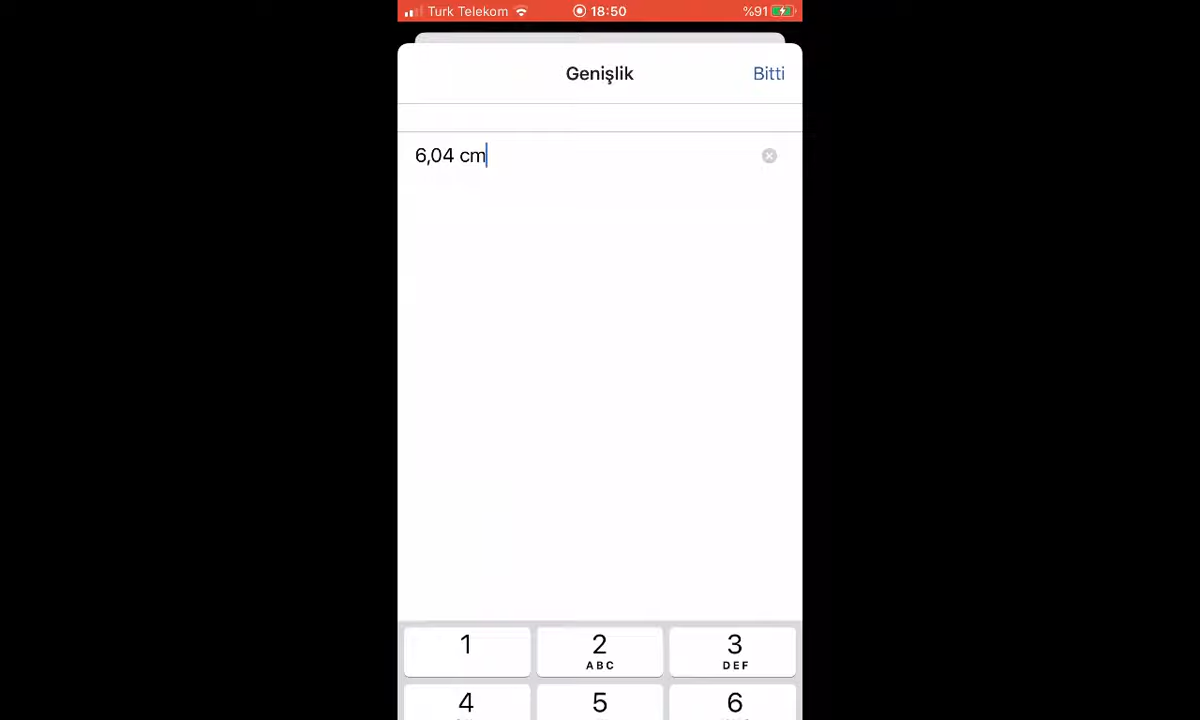 Turk Telekom 18:50 %91
Genişlik Bitti
6,04 cm
1 2 3
ABC DEF
4 5 6